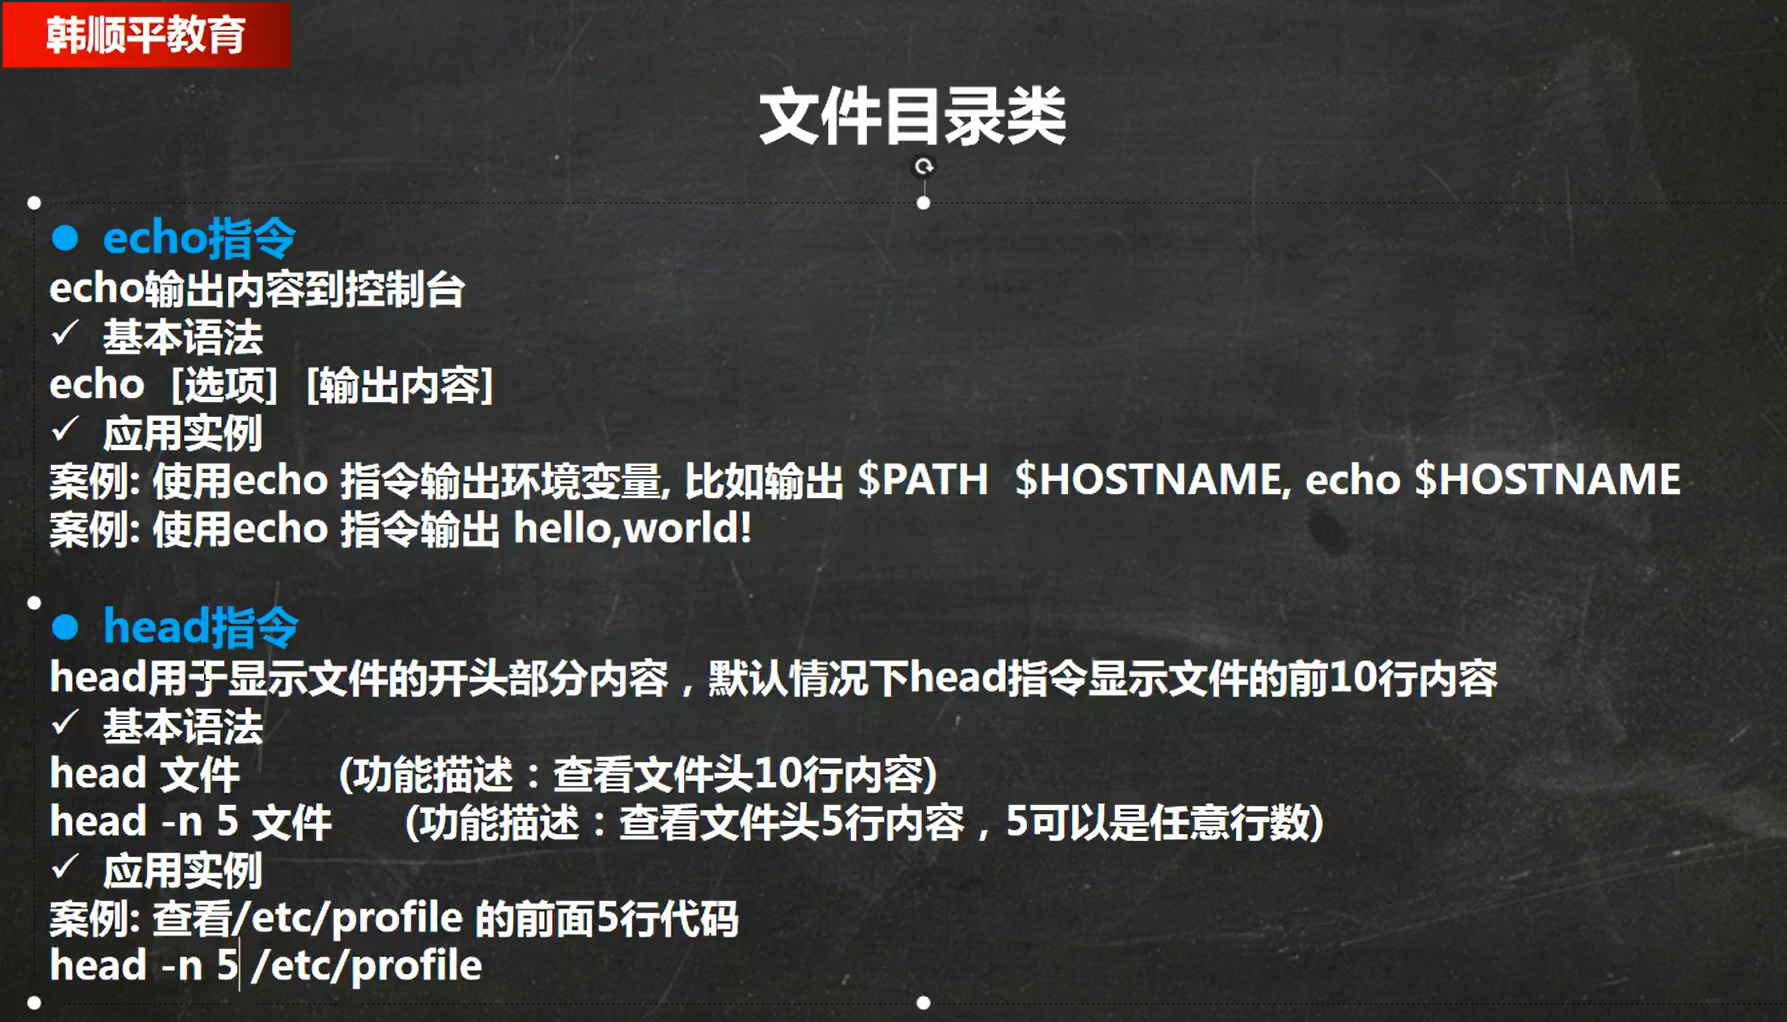 韩顺平教育
文件目录类
● echo指令
echo输出内容到控制台
✓ 基本语法
echo [选项] [输出内容]
✓ 应用实例
案例: 使用echo 指令输出环境变量, 比如输出 $PATH $HOSTNAME, echo $HOSTNAME
案例: 使用echo 指令输出 hello,world!
● head指令
head用于显示文件的开头部分内容，默认情况下head指令显示文件的前10行内容
✓ 基本语法
head 文件 (功能描述：查看文件头10行内容)
head -n 5 文件 (功能描述：查看文件头5行内容，5可以是任意行数)
✓ 应用实例
案例: 查看/etc/profile 的前面5行代码
head -n 5 /etc/profile